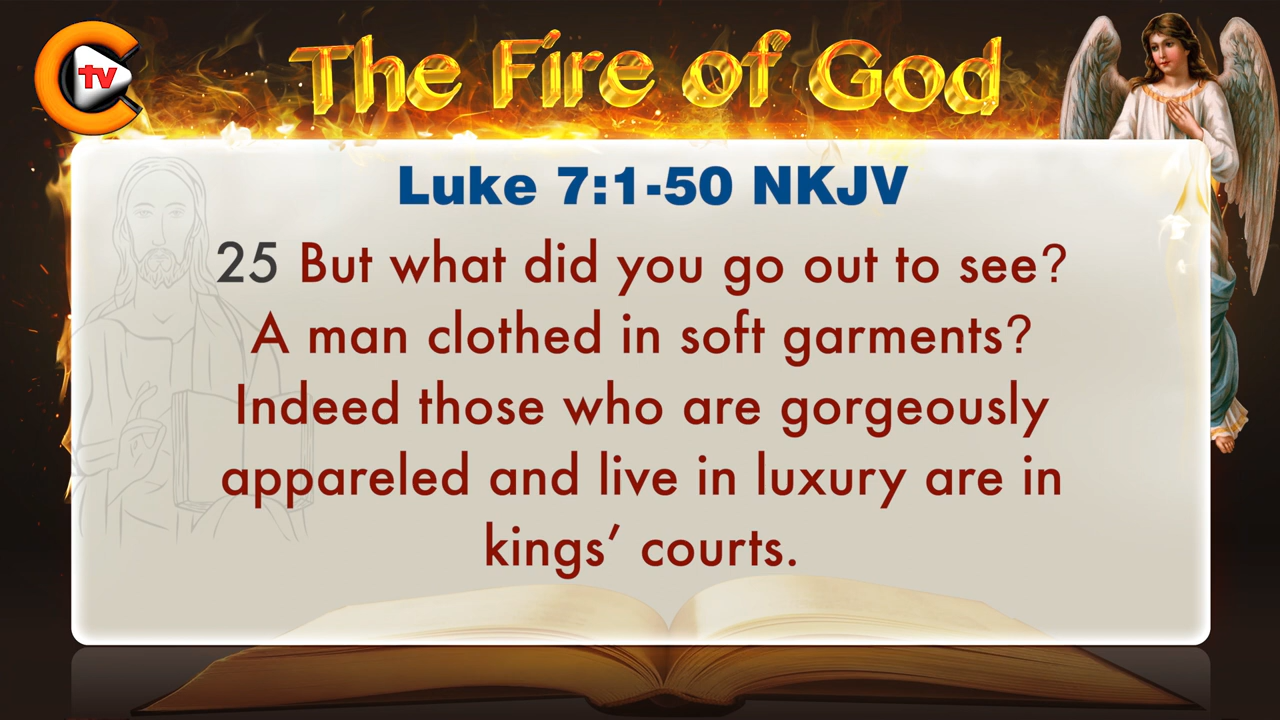 tv
The Fire of God
Luke 7:1-50 NKJV
25 But what did you go out to see?
A man clothed in soft garments?
Indeed those who are gorgeously
appareled and live in luxury are in
kings’ courts.